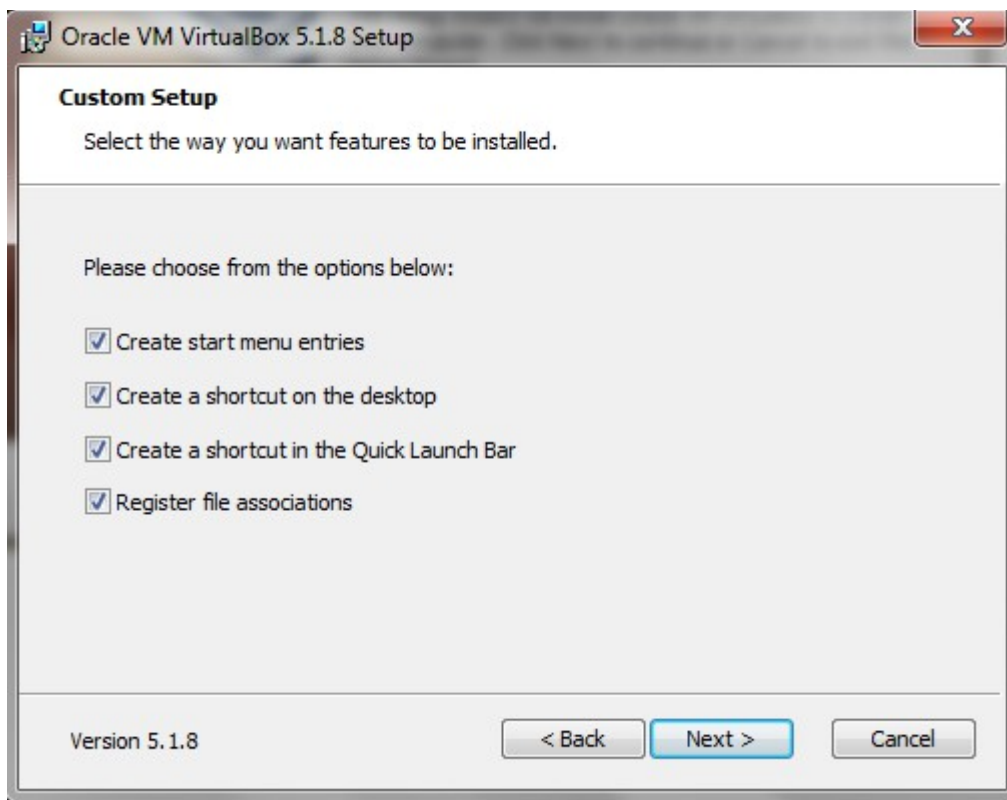 Oracle VM VirtualBox 5.1.8 Setup
Custom Setup
Select the way you want features to be installed.
Please choose from the options below:
Create start menu entries
Create a shortcut on the desktop
Create a shortcut in the Quick Launch Bar
Register file associations
Version 5.1.8
< Back
Next >
Cancel